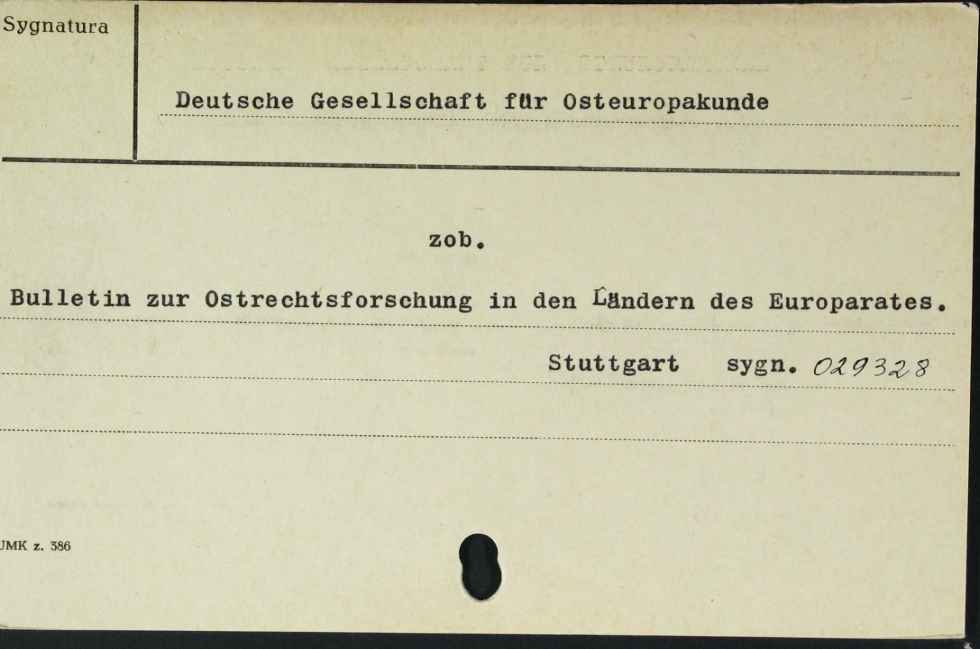 Sygnatura
Deutsche Gesellschaft für Osteuropakunde
zob.
Bulletin zur Ostrechtsforschung in den Ländern des Europarates.
Stuttgart sygn. 029328
UMK z. 386